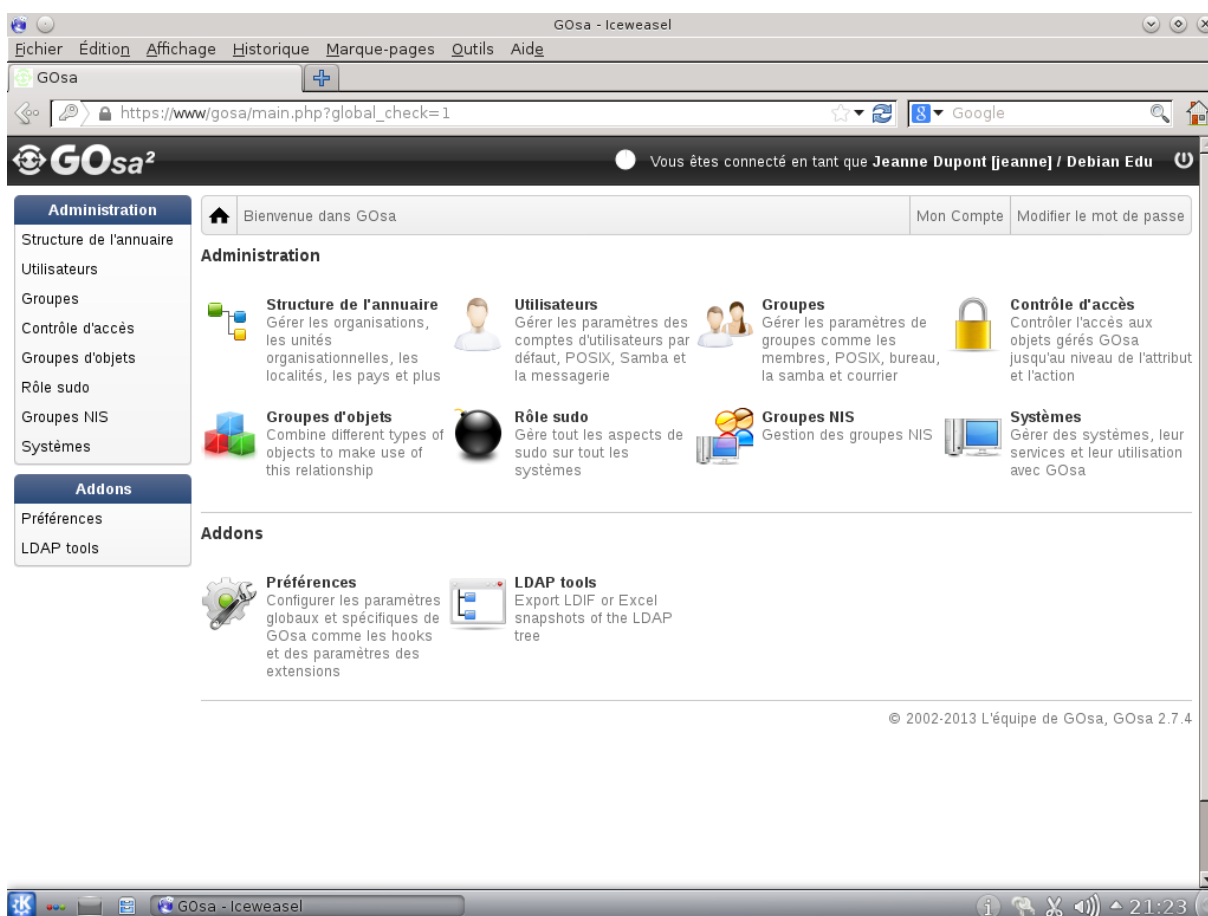 GOsa - Iceweasel
Fichier Édition Affichage Historique Marque-pages Outils Aide
GOsa
https://www/gosa/main.php?global_check=1
Google
GOsa²
Vous êtes connecté en tant que Jeanne Dupont [jeanne] / Debian Edu
Administration
Structure de l'annuaire
Utilisateurs
Groupes
Contrôle d'accès
Groupes d'objets
Rôle sudo
Groupes NIS
Systèmes
Addons
Préférences
LDAP tools
Bienvenue dans GOsa
Mon Compte
Modifier le mot de passe
Administration
Structure de l'annuaire
Gérer les organisations,
les unités
organisationnelles, les
localités, les pays et plus
Utilisateurs
Gérer les paramètres des
comptes d'utilisateurs par
défaut, POSIX, Samba et
la messagerie
Groupes
Gérer les paramètres de
groupes comme les
membres, POSIX, bureau,
la samba et courrier
Contrôle d'accès
Contrôler l'accès aux
objets gérés GOsa
jusqu'au niveau de l'attribut
et l'action
Groupes d'objets
Combine different types of
objects to make use of
this relationship
Rôle sudo
Gère tout les aspects de
sudo sur tout les
systèmes
Groupes NIS
Gestion des groupes NIS
Systèmes
Gérer des systèmes, leur
services et leur utilisation
avec GOsa
Addons
Préférences
Configurer les paramètres
globaux et spécifiques de
GOsa comme les hooks
et des paramètres des
extensions
LDAP tools
Export LDIF or Excel
snapshots of the LDAP
tree
© 2002-2013 L'équipe de GOsa, GOsa 2.7.4
GOsa - Iceweasel
21:23